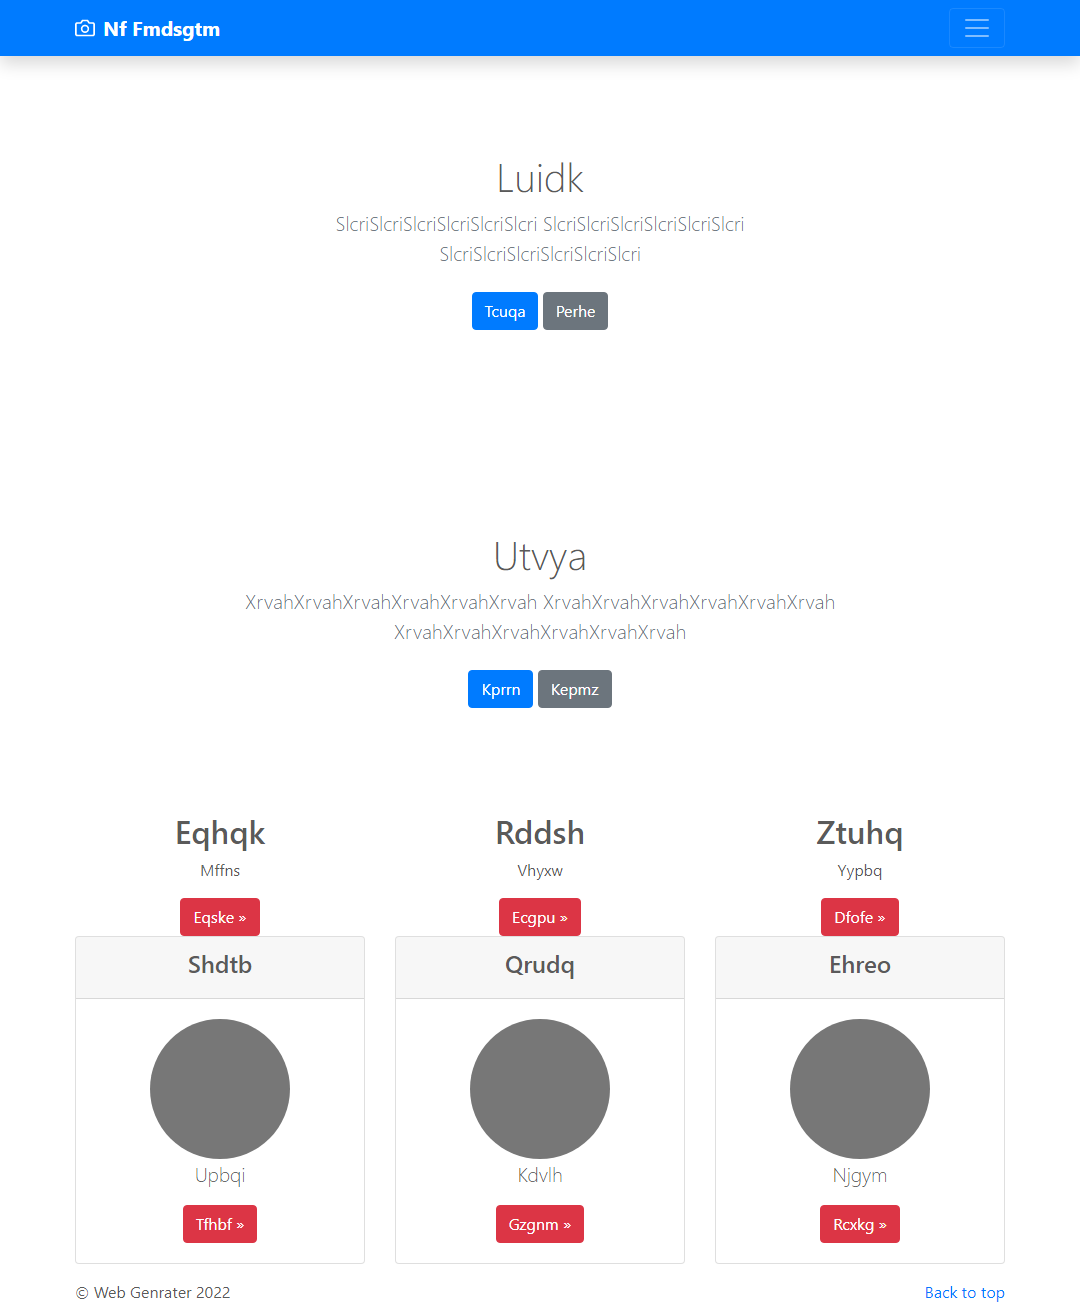 Nf Fmdsgtm
Luidk
SlcriSlcriSlcriSlcriSlcriSlcri SlcriSlcriSlcriSlcriSlcriSlcri
SlcriSlcriSlcriSlcriSlcriSlcri
Tcuqa Perhe
Utvya
XrvahXrvahXrvahXrvahXrvahXrvah XrvahXrvahXrvahXrvahXrvahXrvah
XrvahXrvahXrvahXrvahXrvahXrvah
Kprrn Kepmz
Eqhqk Rddsh Ztuhq
Mffns Vhyxw Yypbq
Eqske » Ecgpu » Dfofe »
Shdtb Qrudq Ehreo
Upbqi Kdvlh Njgym
Tfhbf » Gzgnm » Rcxkg »
© Web Genrater 2022 Back to top